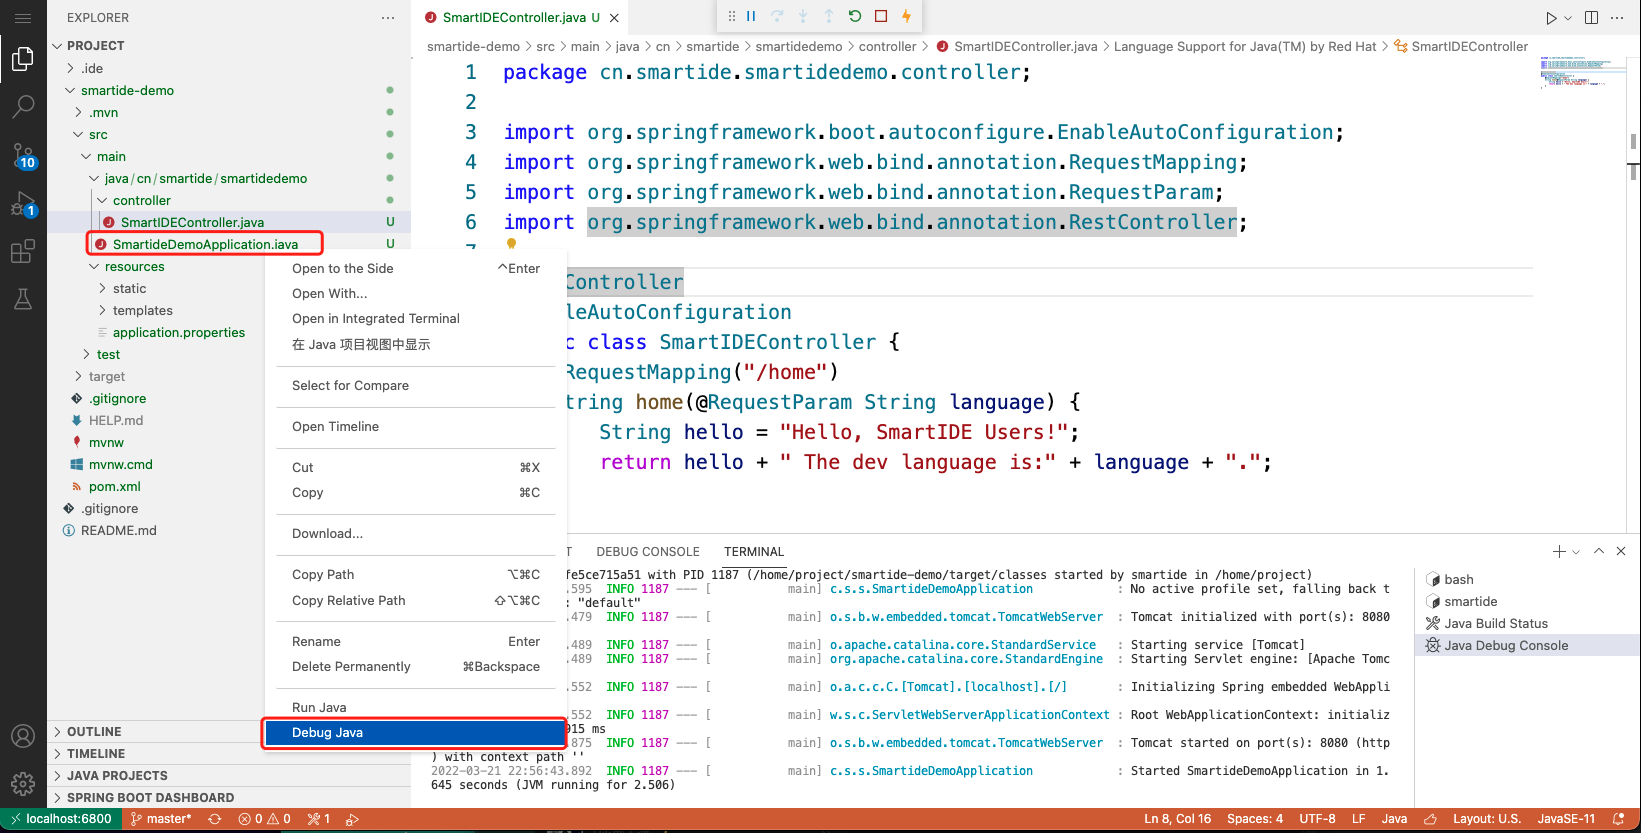 EXPLORER
PROJECT
.ide
smartide-demo
.mvn
src
main
java / cn / smartide / smartidedemo
controller
SmartIDEController.java U
SmartideDemoApplication.java U
resources
static
templates
application.properties
test
target
.gitignore
HELP.md
mvnw
mvnw.cmd
pom.xml
.gitignore
README.md
OUTLINE
TIMELINE
JAVA PROJECTS
SPRING BOOT DASHBOARD
10
1
Open to the Side ^Enter
Open With...
Open in Integrated Terminal
在 Java 项目视图中显示
Select for Compare
Open Timeline
Cut ⌘X
Copy ⌘C
Download...
Copy Path ⌥⌘C
Copy Relative Path ⇧⌥⌘C
Rename Enter
Delete Permanently ⌘Backspace
Run Java
Debug Java
SmartIDEController.java U
smartide-demo > src > main > java > cn > smartide > smartidedemo > controller > SmartIDEController.java > Language Support for Java(TM) by Red Hat > SmartIDEController
1 package cn.smartide.smartidedemo.controller;
2
3 import org.springframework.boot.autoconfigure.EnableAutoConfiguration;
4 import org.springframework.web.bind.annotation.RequestMapping;
5 import org.springframework.web.bind.annotation.RequestParam;
6 import org.springframework.web.bind.annotation.RestController;
7
Controller
leAutoConfiguration
c class SmartIDEController {
RequestMapping("/home")
tring home(@RequestParam String language) {
String hello = "Hello, SmartIDE Users!";
return hello + " The dev language is:" + language + ".";
T DEBUG CONSOLE TERMINAL
fe5ce715a51 with PID 1187 (/home/project/smartide-demo/target/classes started by smartide in /home/project)
.595 INFO 1187 --- [ main] c.s.s.SmartideDemoApplication : No active profile set, falling back t
: "default"
.479 INFO 1187 --- [ main] o.s.b.w.embedded.tomcat.TomcatWebServer : Tomcat initialized with port(s): 8080
.489 INFO 1187 --- [ main] o.apache.catalina.core.StandardService : Starting service [Tomcat]
.489 INFO 1187 --- [ main] org.apache.catalina.core.StandardEngine : Starting Servlet engine: [Apache Tomc
.552 INFO 1187 --- [ main] o.a.c.c.C.[Tomcat].[localhost].[/] : Initializing Spring embedded WebAppli
.552 INFO 1187 --- [ main] w.s.c.ServletWebServerApplicationContext : Root WebApplicationContext: initializ
915 ms
.875 INFO 1187 --- [ main] o.s.b.w.embedded.tomcat.TomcatWebServer : Tomcat started on port(s): 8080 (http
) with context path ''
2022-03-21 22:56:43.892 INFO 1187 --- [ main] c.s.s.SmartideDemoApplication : Started SmartideDemoApplication in 1.
645 seconds (JVM running for 2.506)
bash
smartide
Java Build Status
Java Debug Console
localhost:6800 master* 0 0 1 Ln 8, Col 16 Spaces: 4 UTF-8 LF Java Layout: U.S. JavaSE-11